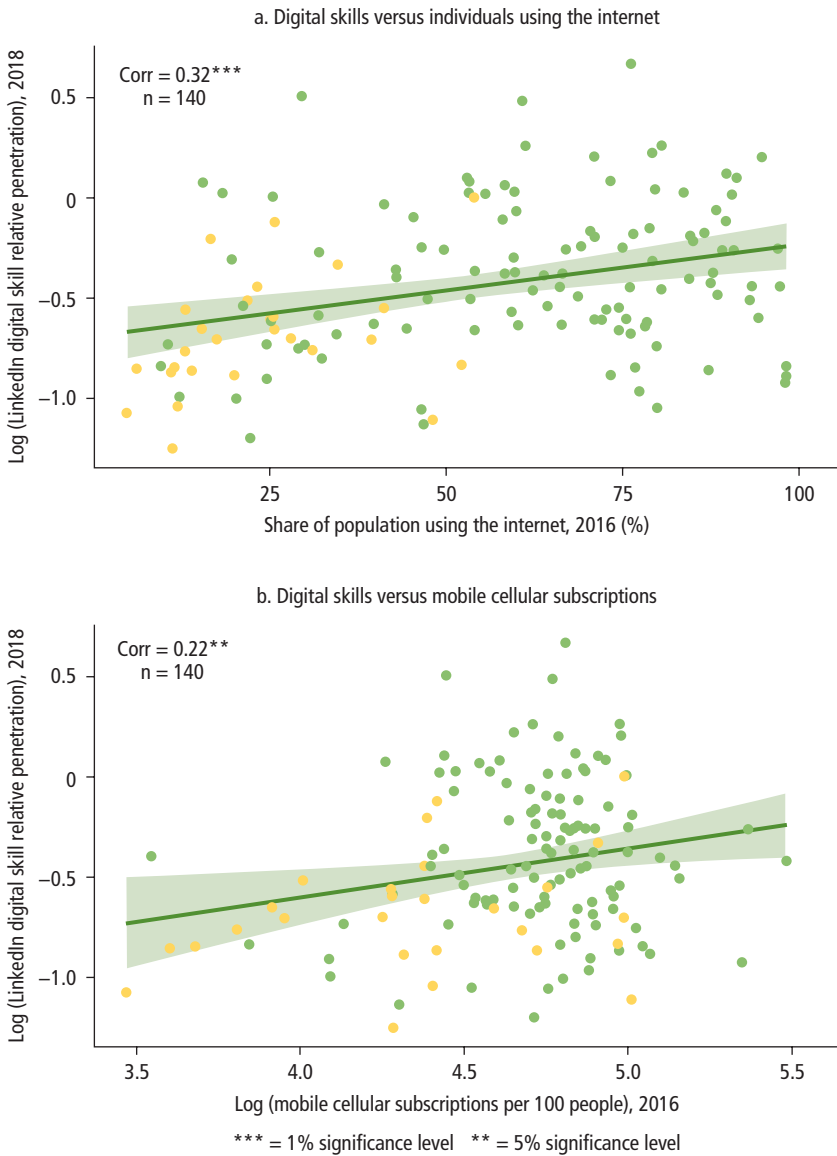 a. Digital skills versus individuals using the internet
Log (LinkedIn digital skill relative penetration), 2018
Corr = 0.32***
n = 140
0.5
0
−0.5
−1.0
25
50
75
100
Share of population using the internet, 2016 (%)
b. Digital skills versus mobile cellular subscriptions
Log (LinkedIn digital skill relative penetration), 2018
Corr = 0.22**
n = 140
0.5
0
−0.5
−1.0
3.5
4.0
4.5
5.0
5.5
Log (mobile cellular subscriptions per 100 people), 2016
*** = 1% significance level ** = 5% significance level